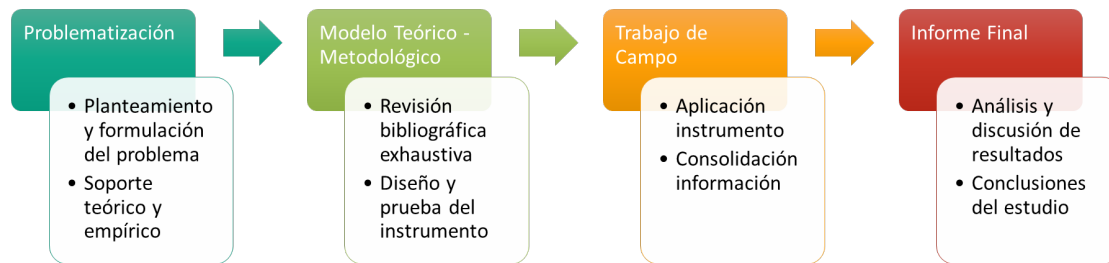 Problematización
• Planteamiento
y formulación
del problema
• Soporte
teórico y
empírico
Modelo Teórico -
Metodológico
• Revisión
bibliográfica
exhaustiva
• Diseño y
prueba del
instrumento
Trabajo de
Campo
• Aplicación
instrumento
• Consolidación
información
Informe Final
• Análisis y
discusión de
resultados
• Conclusiones
del estudio